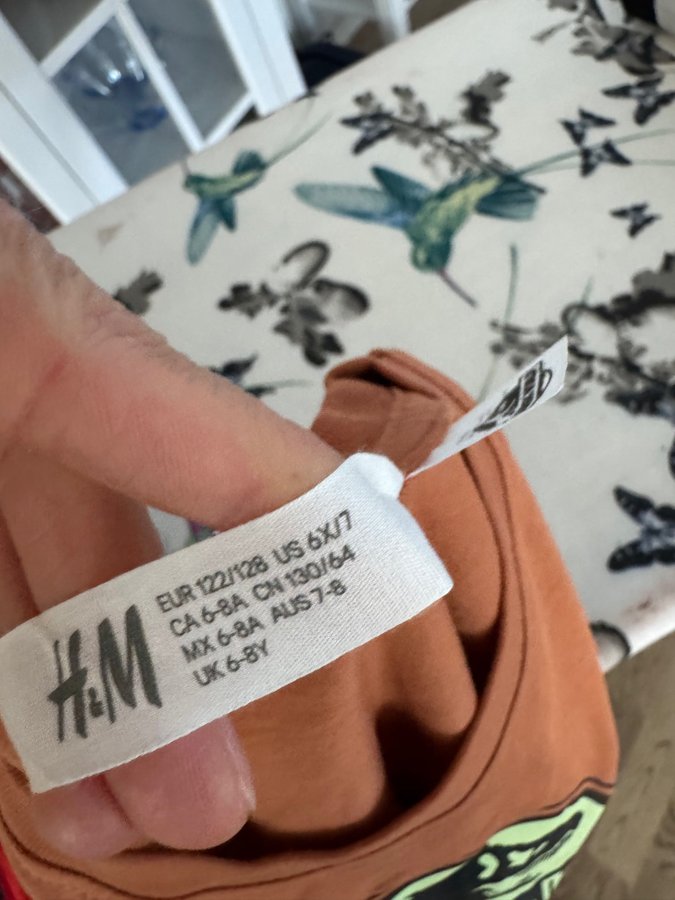 H&M
EUR 122/128 US 6X/7
CA 6-8A CN 130/64
MX 6-8A AUS 7-8
UK 6-8Y